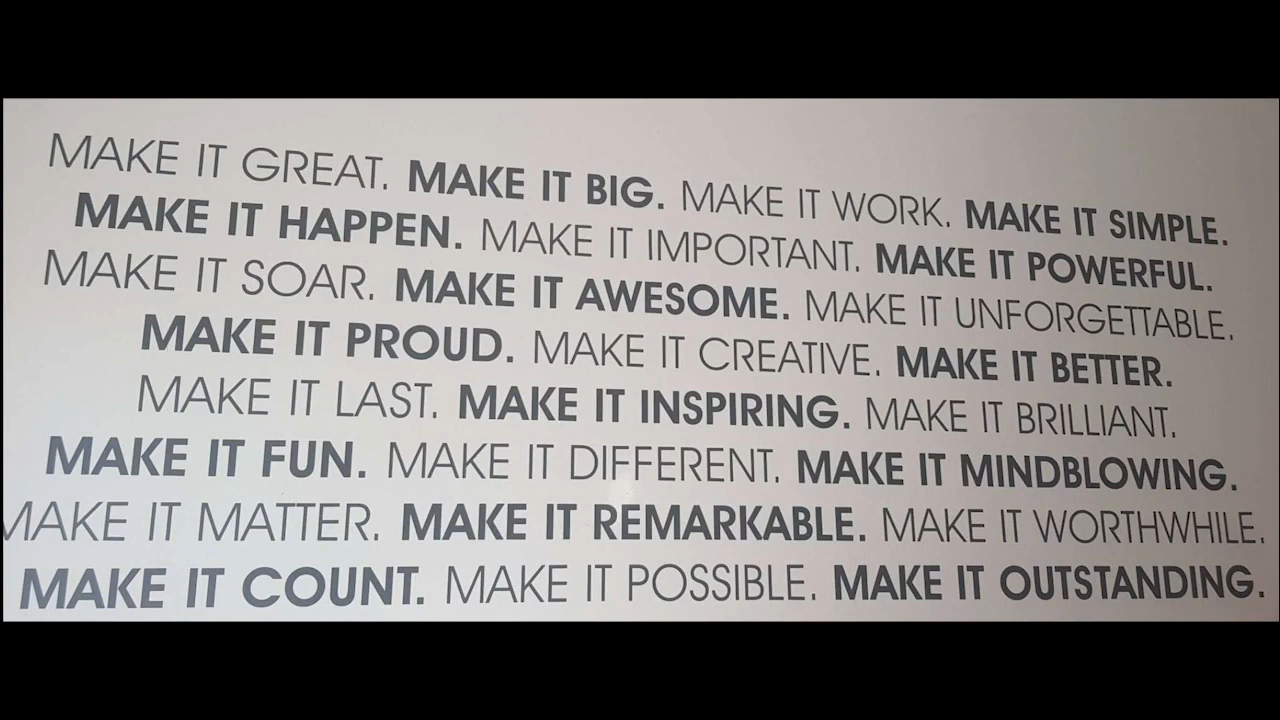 MAKE IT GREAT. MAKE IT BIG. MAKE IT WORK. MAKE IT SIMPLE.
MAKE IT HAPPEN. MAKE IT IMPORTANT. MAKE IT POWERFUL.
MAKE IT SOAR. MAKE IT AWESOME. MAKE IT UNFORGETTABLE.
MAKE IT PROUD. MAKE IT CREATIVE. MAKE IT BETTER.
MAKE IT LAST. MAKE IT INSPIRING. MAKE IT BRILLIANT.
MAKE IT FUN. MAKE IT DIFFERENT. MAKE IT MINDBLOWING.
MAKE IT MATTER. MAKE IT REMARKABLE. MAKE IT WORTHWHILE.
MAKE IT COUNT. MAKE IT POSSIBLE. MAKE IT OUTSTANDING.